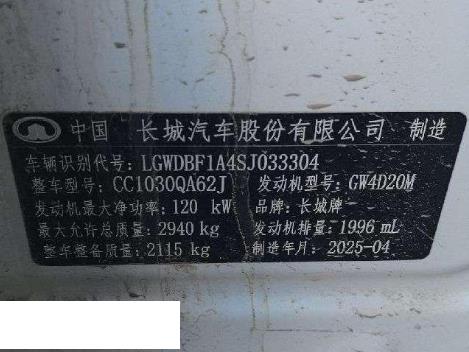 中国 长城汽车股份有限公司 制造
车辆识别代号: LGWDBF1A4SJ033304
整车型号: CC1030QA62J 发动机型号: GW4D20M
发动机最大净功率: 120 kW 品牌: 长城牌
最大允许总质量: 2940 kg 发动机排量: 1996 mL
整车整备质量: 2115 kg 制造年月: 2025-04